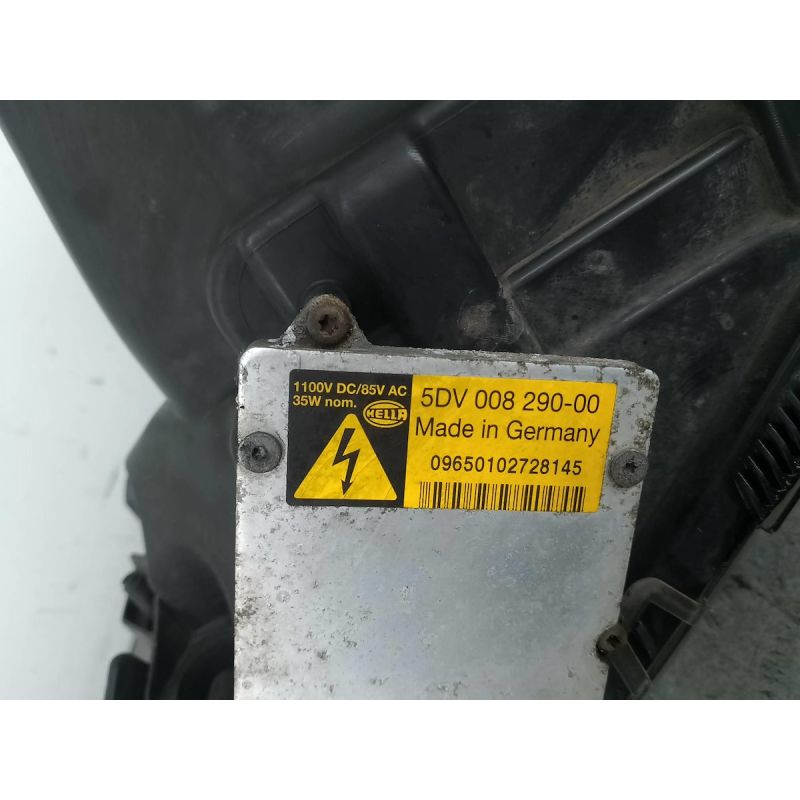 1100V DC/85V AC
35W nom.
HELLA
5DV 008 290-00
Made in Germany
09650102728145